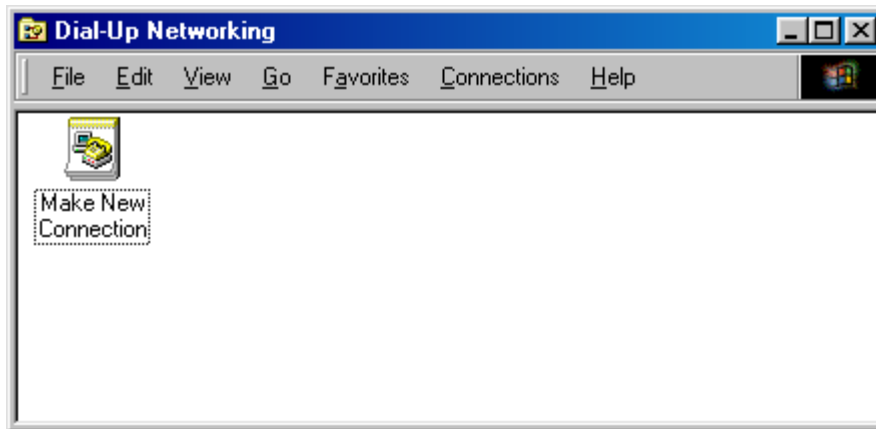 Dial-Up Networking
File Edit View Go Favorites Connections Help
Make New
Connection